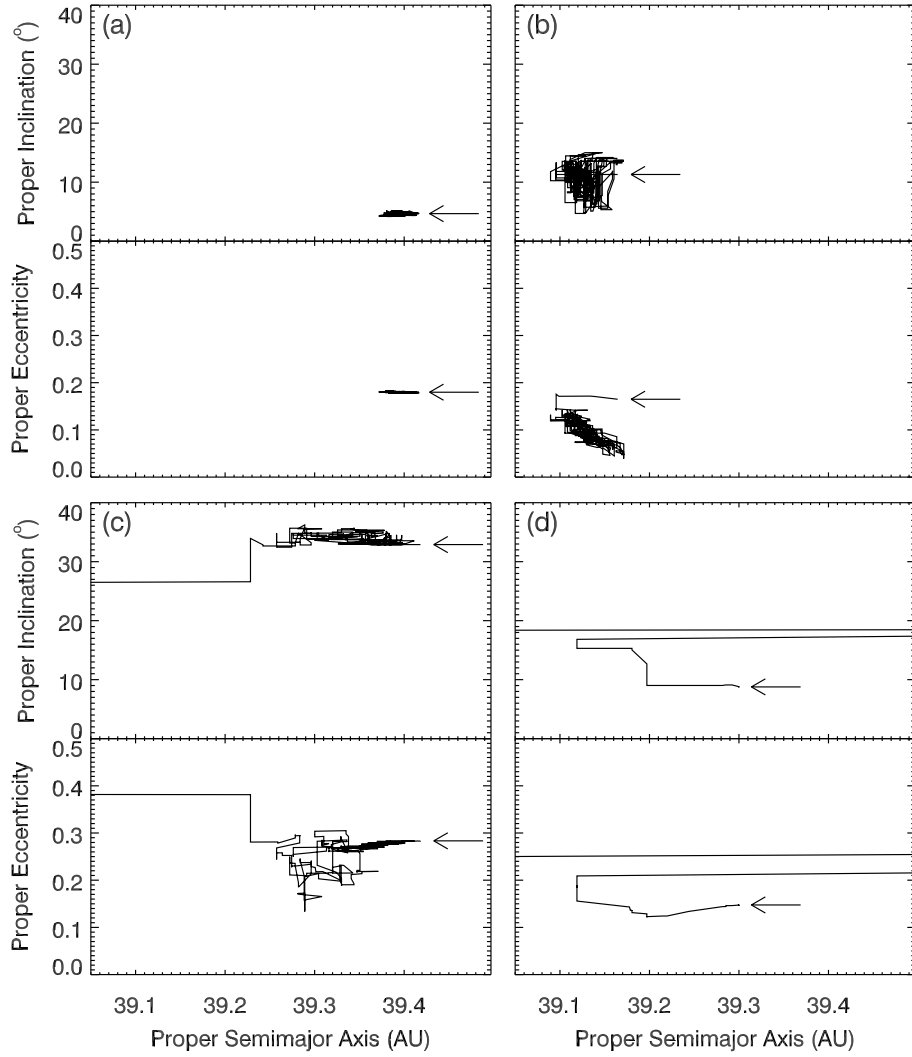 (a)
(b)
Proper Inclination (°)
40
30
20
10
0
Proper Eccentricity
0.5
0.4
0.3
0.2
0.1
0.0
(c)
(d)
Proper Inclination (°)
40
30
20
10
0
Proper Eccentricity
0.5
0.4
0.3
0.2
0.1
0.0
39.1 39.2 39.3 39.4
39.1 39.2 39.3 39.4
Proper Semimajor Axis (AU)
Proper Semimajor Axis (AU)